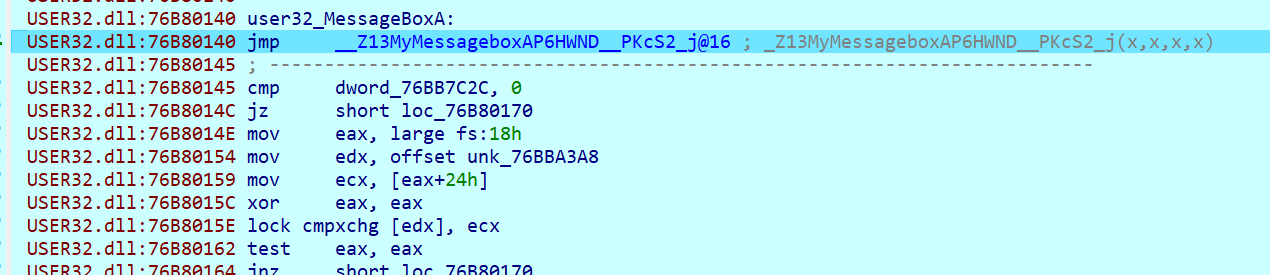 USER32.dll:76B80140 user32_MessageBoxA:
USER32.dll:76B80140 jmp     __Z13MyMessageboxAP6HWND__PKcS2_j@16 ; _Z13MyMessageboxAP6HWND__PKcS2_j(x,x,x,x)
USER32.dll:76B80145 ; ---------------------------------------------------------------------------
USER32.dll:76B80145 cmp     dword_76BB7C2C, 0
USER32.dll:76B8014C jz      short loc_76B80170
USER32.dll:76B8014E mov     eax, large fs:18h
USER32.dll:76B80154 mov     edx, offset unk_76BBA3A8
USER32.dll:76B80159 mov     ecx, [eax+24h]
USER32.dll:76B8015C xor     eax, eax
USER32.dll:76B8015E lock cmpxchg [edx], ecx
USER32.dll:76B80162 test    eax, eax
USER32.dll:76B80164 jnz     short loc_76B80170